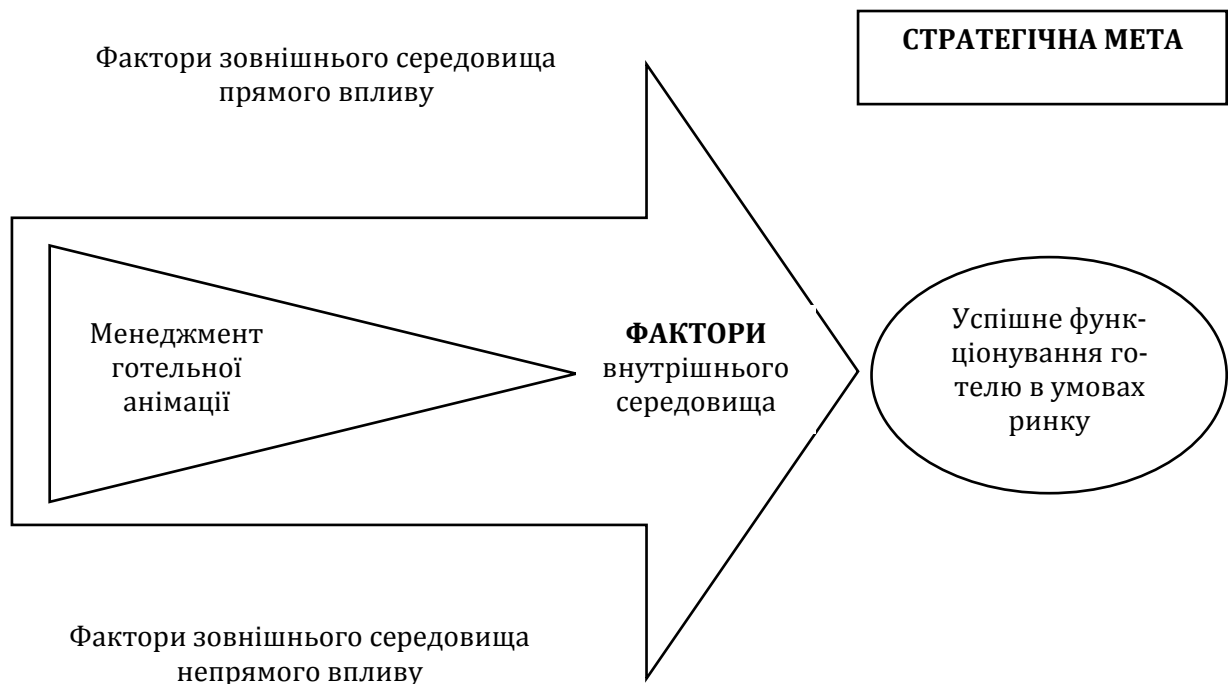 Фактори зовнішнього середовища
прямого впливу
СТРАТЕГІЧНА МЕТА
Менеджмент
готельної
анімації
ФАКТОРИ
внутрішнього
середовища
Успішне функ-
ціонування го-
телю в умовах
ринку
Фактори зовнішнього середовища
непрямого впливу